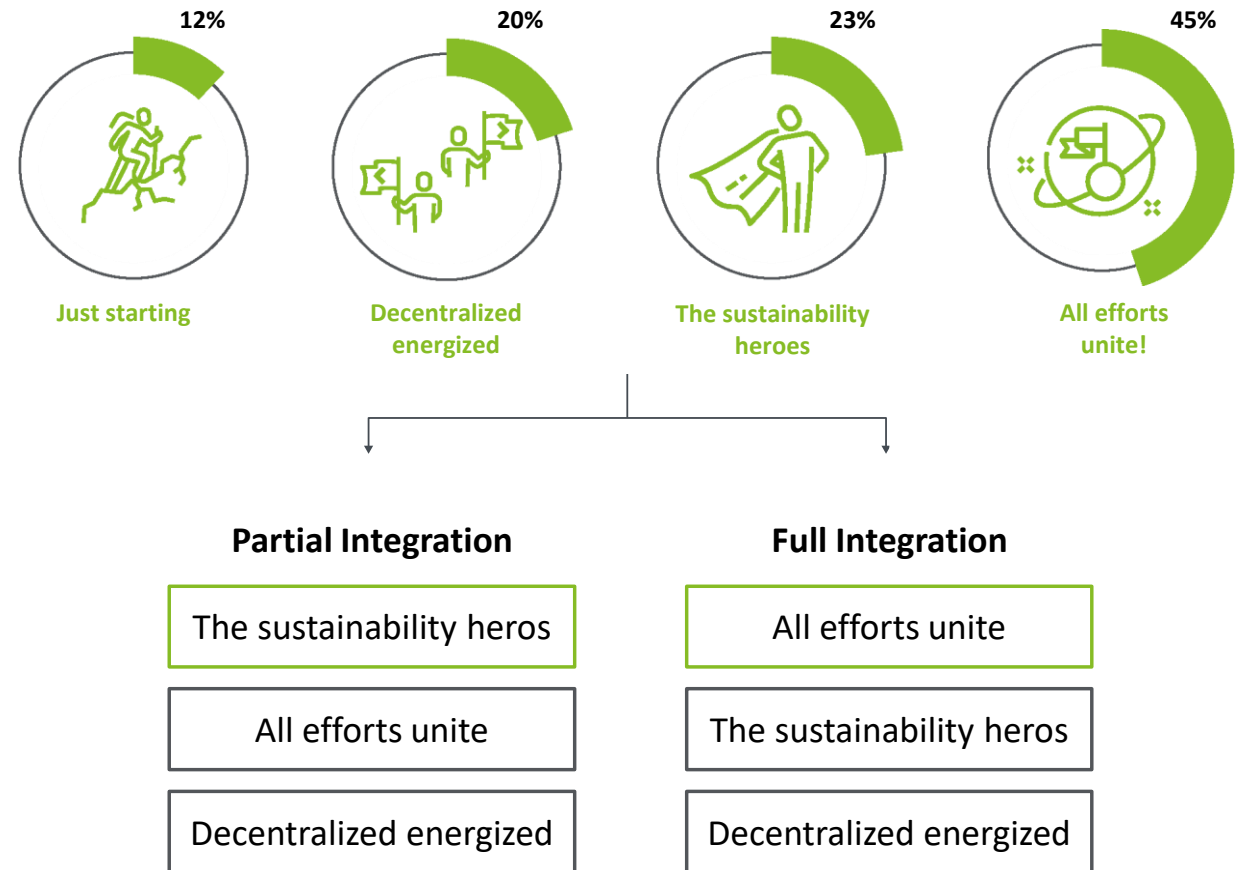 12%
20%
23%
45%
Just starting
Decentralized
energized
The sustainability
heroes
All efforts
unite!
Partial Integration
Full Integration
The sustainability heros
All efforts unite
All efforts unite
The sustainability heros
Decentralized energized
Decentralized energized